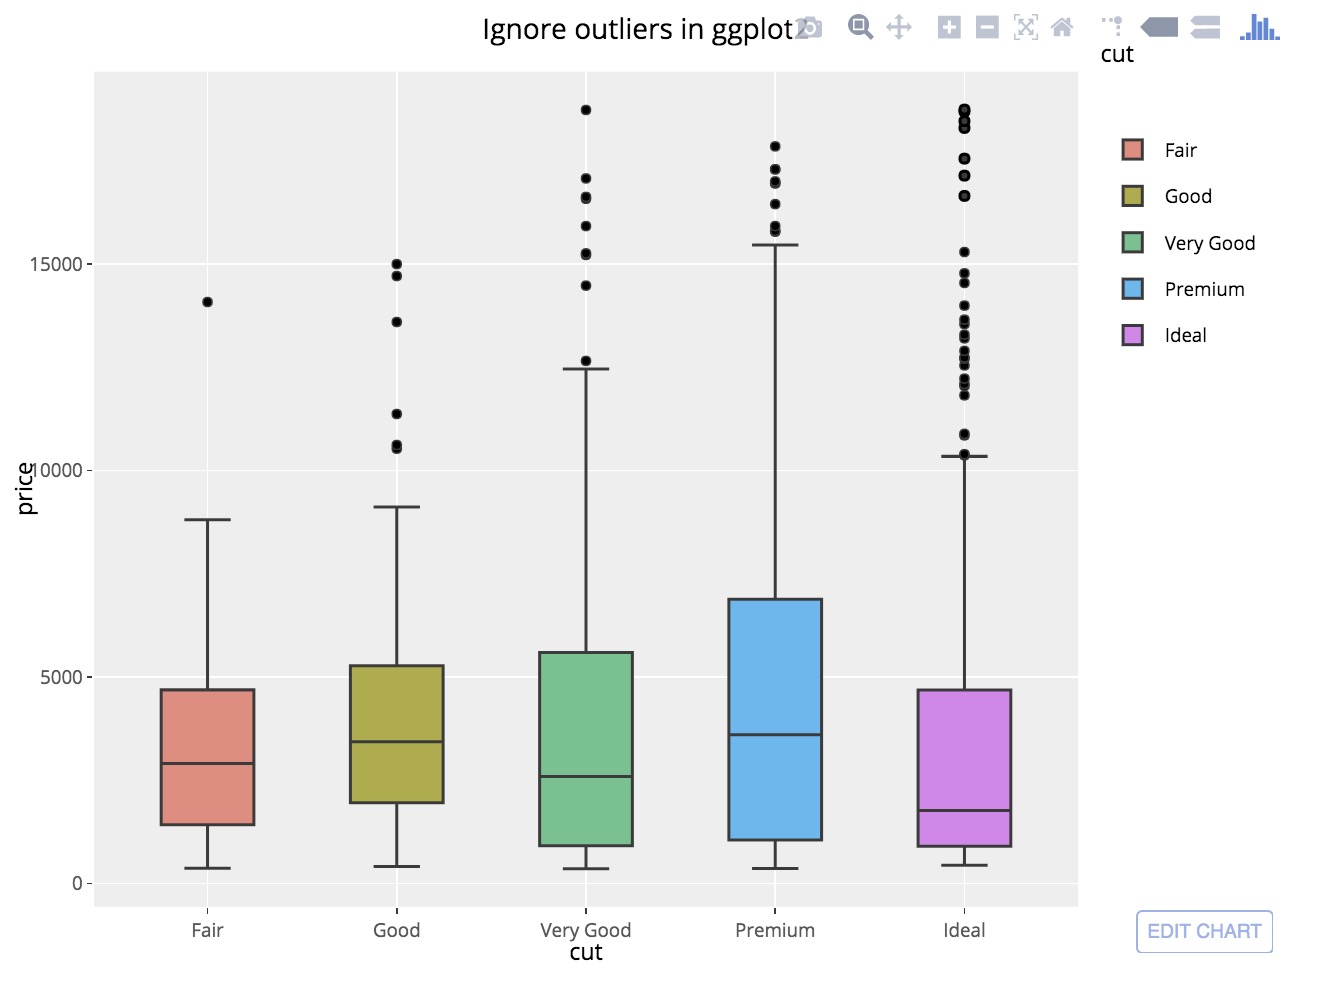 Ignore outliers in ggplot2
cut
Fair
Good
Very Good
Premium
Ideal
15000
10000
5000
0
price
Fair
Good
Very Good
Premium
Ideal
cut
EDIT CHART